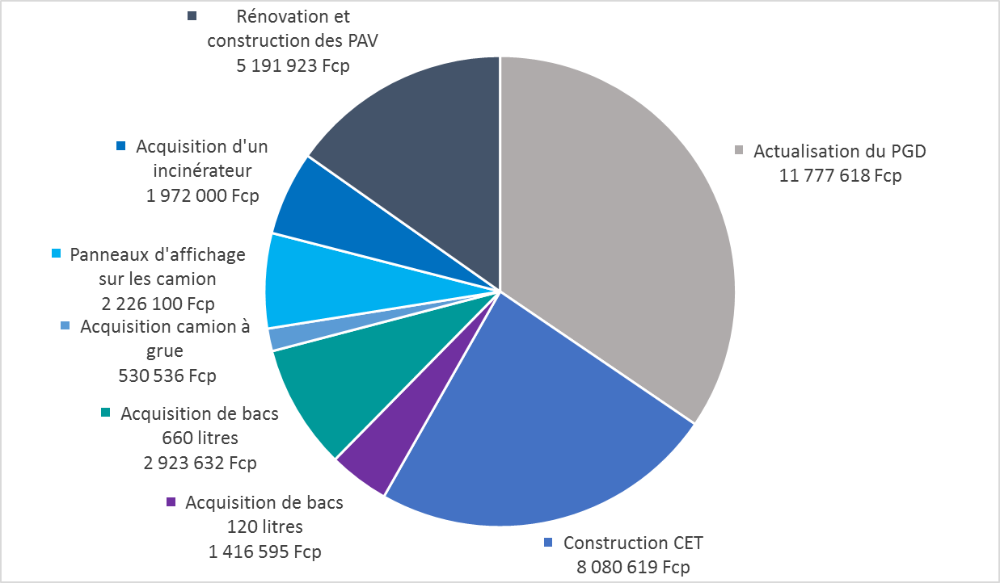 Rénovation et
construction des PAV
5 191 923 Fcp
Actualisation du PGD
11 777 618 Fcp
Acquisition d'un
incinérateur
1 972 000 Fcp
Panneaux d'affichage
sur les camion
2 226 100 Fcp
Acquisition camion à
grue
530 536 Fcp
Acquisition de bacs
660 litres
2 923 632 Fcp
Acquisition de bacs
120 litres
1 416 595 Fcp
Construction CET
8 080 619 Fcp